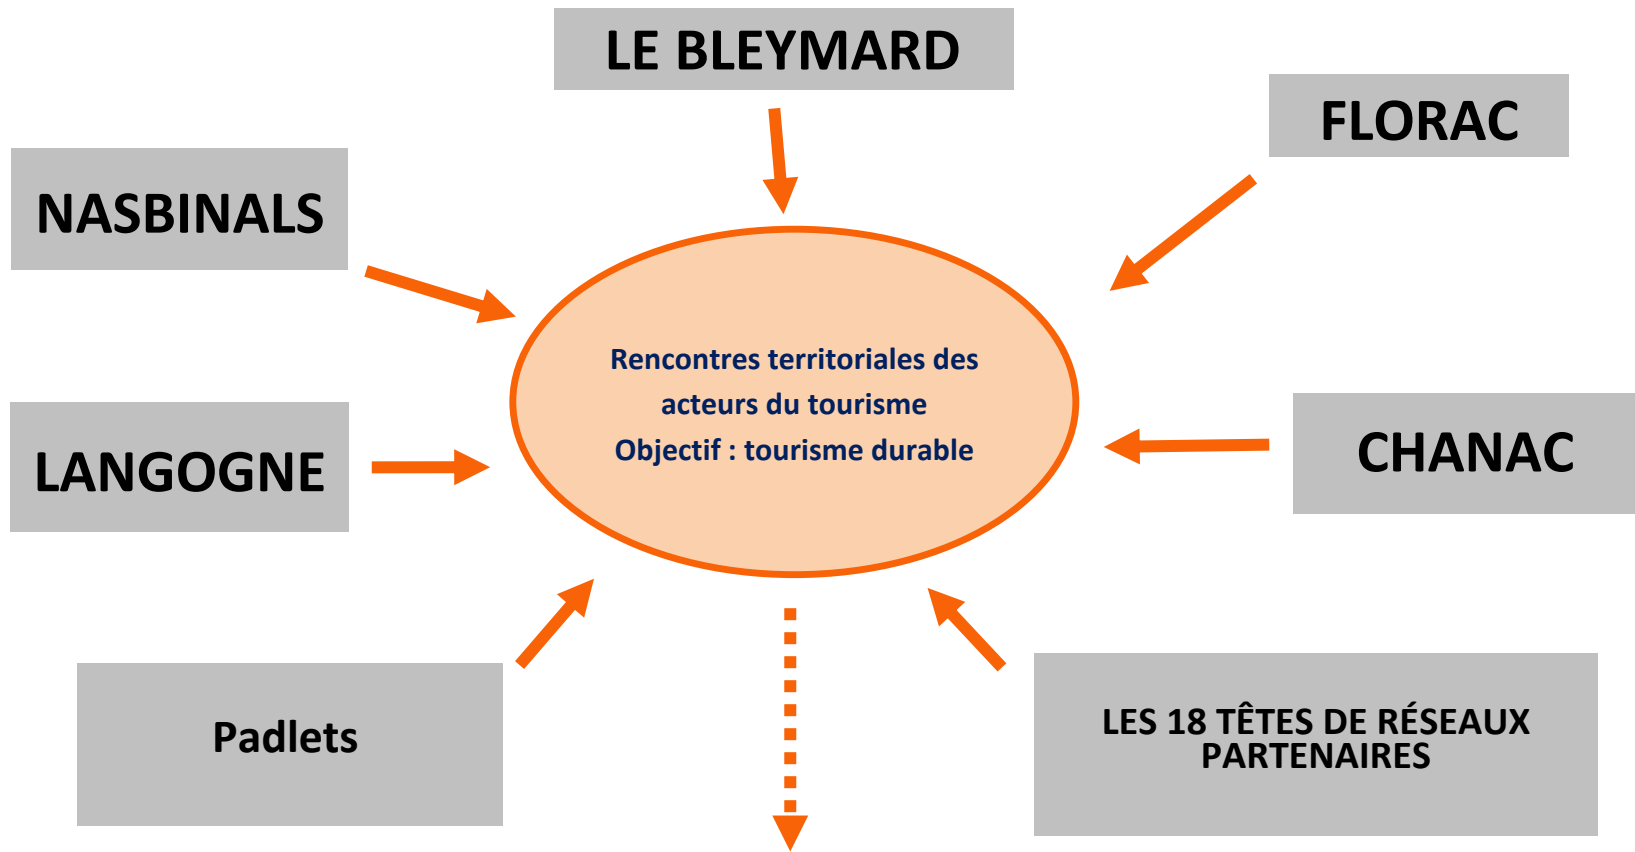 LE BLEYMARD
FLORAC
NASBINALS
Rencontres territoriales des
acteurs du tourisme
Objectif : tourisme durable
LANGOGNE
CHANAC
Padlets
LES 18 TÊTES DE RÉSEAUX
PARTENAIRES